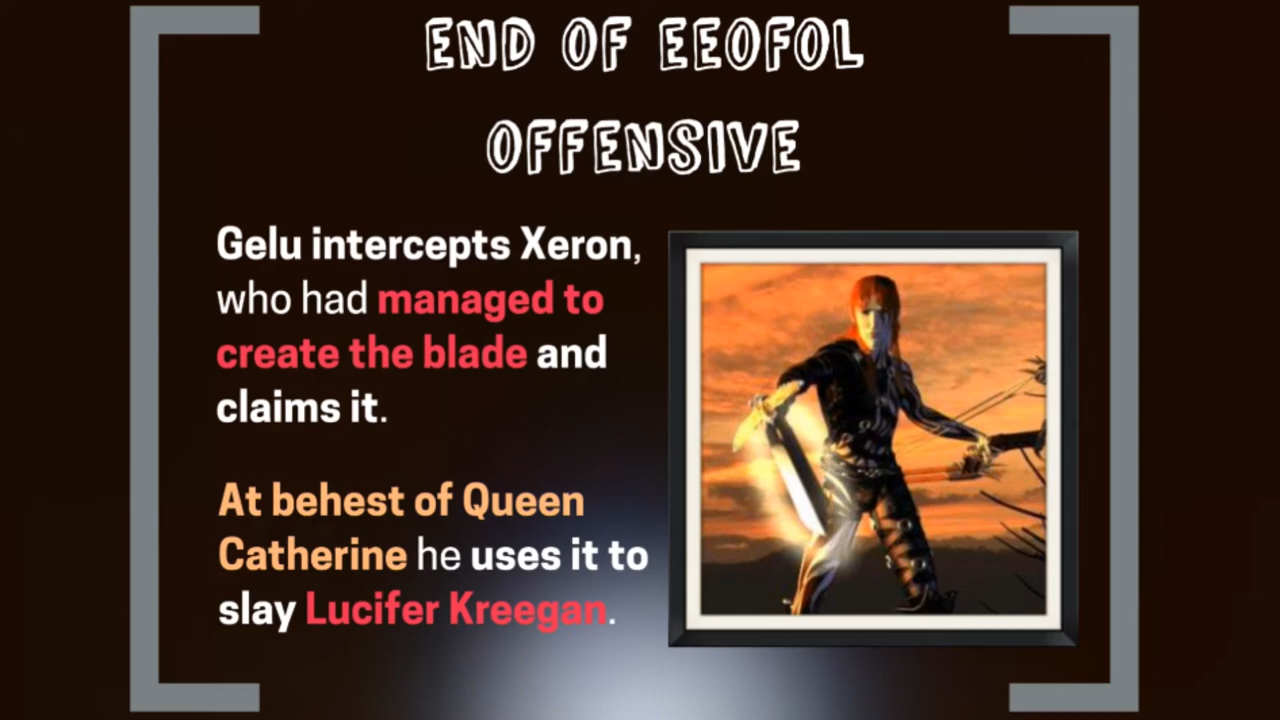 END OF EEOFOL
OFFENSIVE
Gelu intercepts Xeron,
who had managed to
create the blade and
claims it.
At behest of Queen
Catherine he uses it to
slay Lucifer Kreegan.